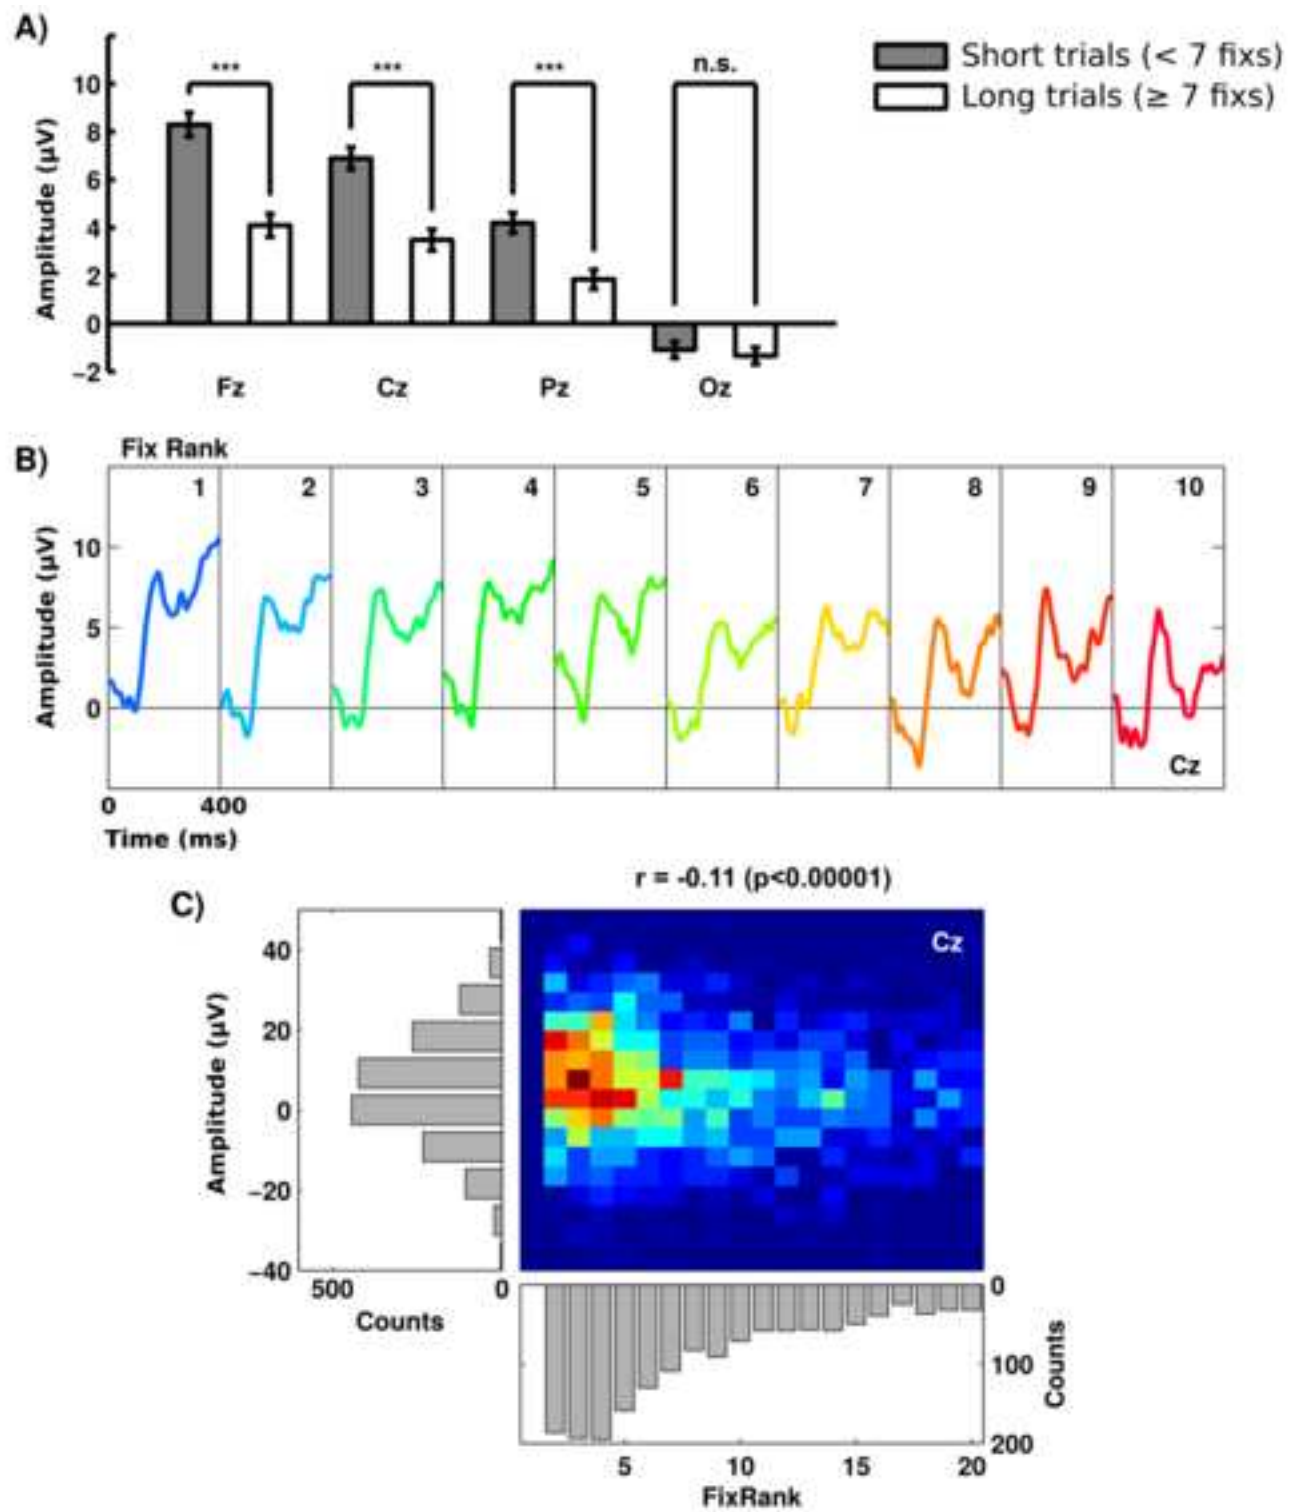 A)
*** *** *** n.s.
Short trials (< 7 fixs)
Long trials (≥ 7 fixs)
Amplitude (µV)
10
8
6
4
2
0
−2
Fz Cz Pz Oz
B)
Fix Rank
1 2 3 4 5 6 7 8 9 10
Amplitude (µV)
10
5
0
Cz
0 400
Time (ms)
r = -0.11 (p<0.00001)
C)
Cz
Amplitude (µV)
40
20
0
−20
−40
500 0
Counts
0
100
200
Counts
5 10 15 20
FixRank